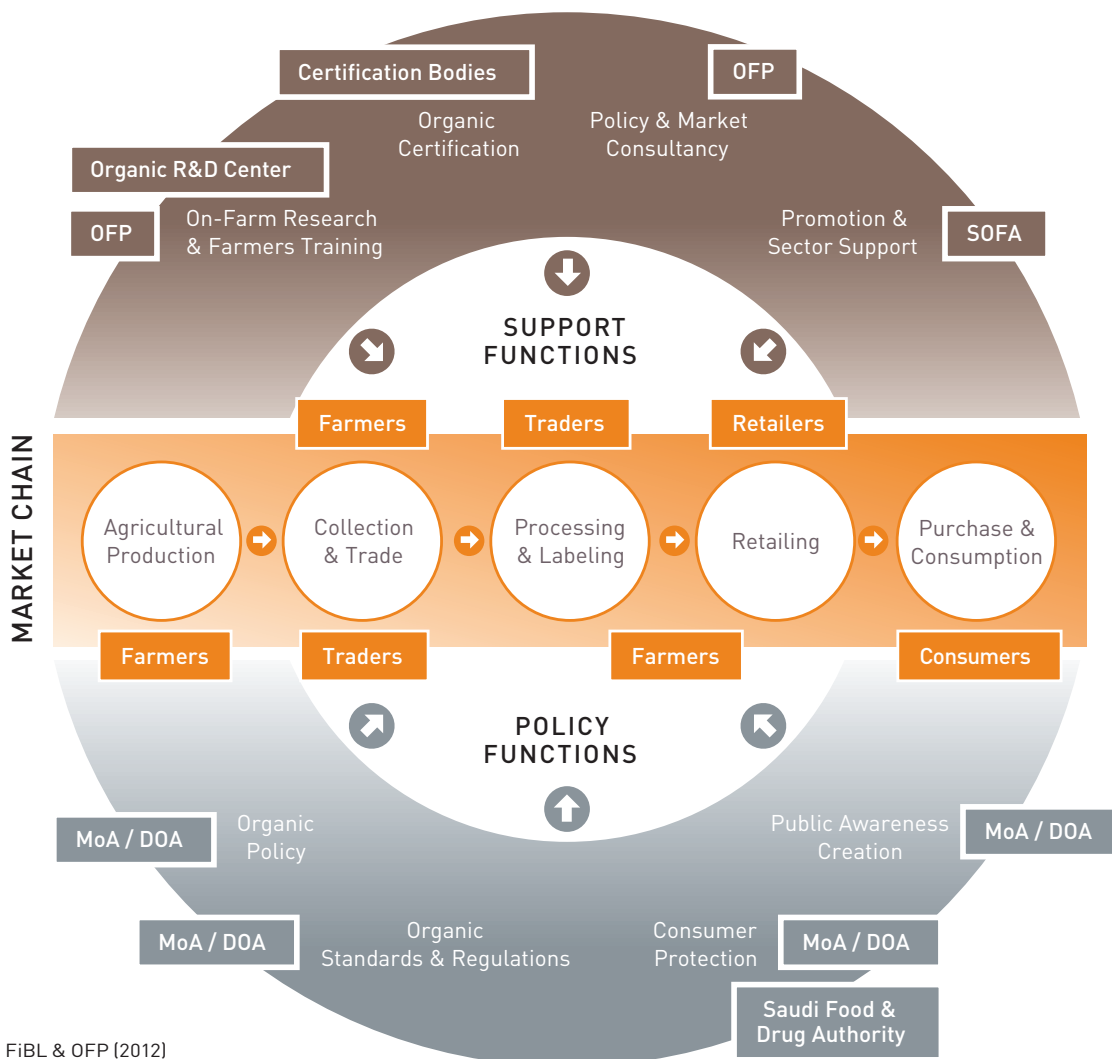 Certification Bodies
OFP
Organic
Certification
Policy & Market
Consultancy
Organic R&D Center
OFP
On-Farm Research
& Farmers Training
Promotion &
Sector Support
SOFA
SUPPORT
FUNCTIONS
Farmers
Traders
Retailers
MARKET CHAIN
Agricultural
Production
Collection
& Trade
Processing
& Labeling
Retailing
Purchase &
Consumption
Farmers
Traders
Farmers
Consumers
POLICY
FUNCTIONS
MoA / DOA
Organic
Policy
Public Awareness
Creation
MoA / DOA
MoA / DOA
Organic
Standards & Regulations
Consumer
Protection
MoA / DOA
Saudi Food &
Drug Authority
FiBL & OFP (2012)